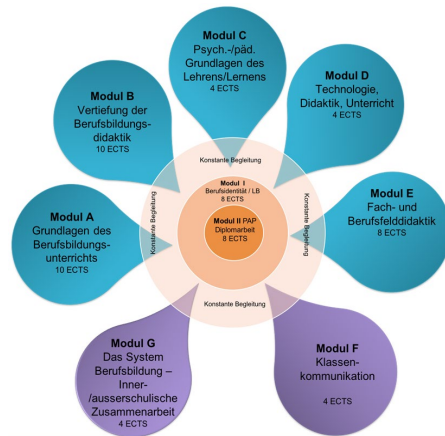 Modul C
Psych.-/päd.
Grundlagen des
Lehrens/Lernens
4 ECTS
Modul B
Vertiefung der
Berufsbildungs-
didaktik
10 ECTS
Modul D
Technologie,
Didaktik, Unterricht
4 ECTS
Modul A
Grundlagen des
Berufsbildungs-
unterrichts
10 ECTS
Modul E
Fach- und
Berufsfelddidaktik
8 ECTS
Konstante Begleitung
Konstante Begleitung
Konstante Begleitung
Konstante Begleitung
Modul I
Berufsidentität / LB
8 ECTS
Modul II PAP
Diplomarbeit
8 ECTS
Modul G
Das System
Berufsbildung –
Inner-
/ausserschulische
Zusammenarbeit
4 ECTS
Modul F
Klassen-
kommunikation
4 ECTS